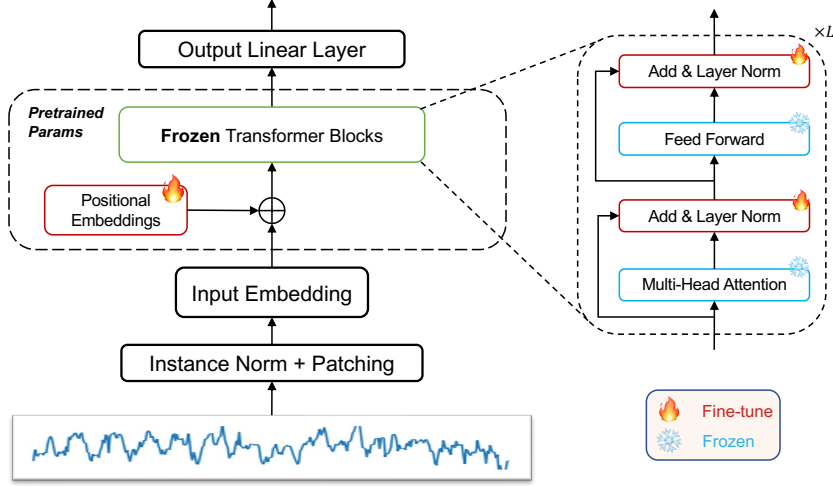 Output Linear Layer
Pretrained
Params
Frozen Transformer Blocks
Positional
Embeddings
Input Embedding
Instance Norm + Patching
×L
Add & Layer Norm
Feed Forward
Add & Layer Norm
Multi-Head Attention
Fine-tune
Frozen